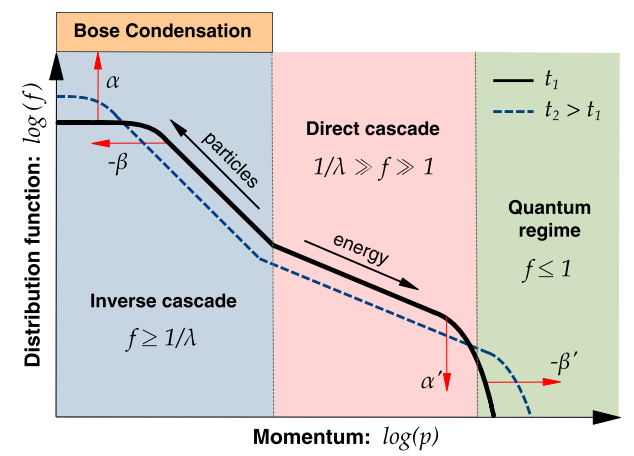 Bose Condensation
Distribution function: log (f)
α
-β
particles
Inverse cascade
f ≥ 1/λ
Direct cascade
1/λ ≫ f ≫ 1
energy
α′
t₁
t₂ > t₁
Quantum
regime
f ≤ 1
-β′
Momentum: log(p)